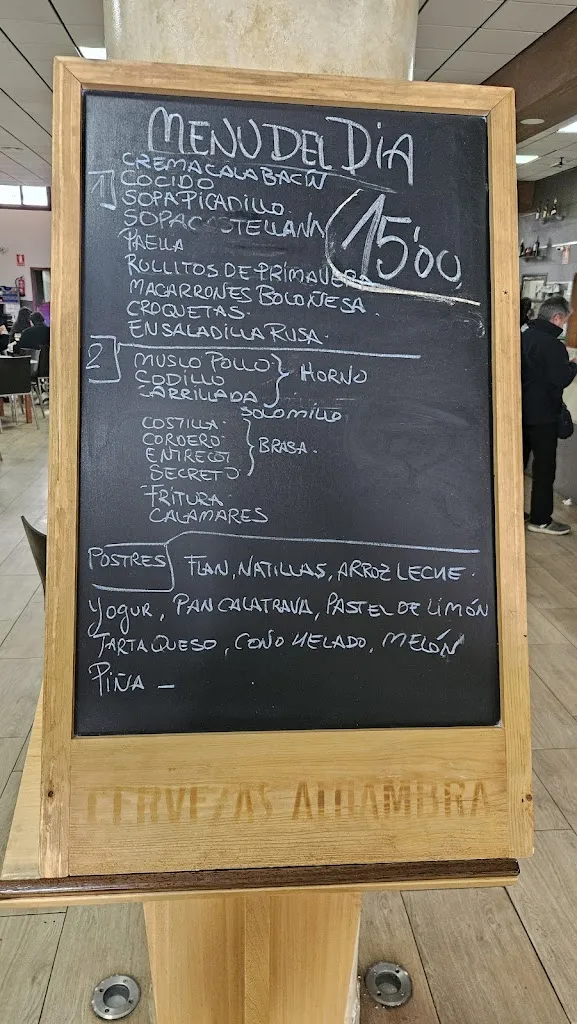 MENU DEL DIA
1
CREMA CALABACIN
COCIDO
SOPA PICADILLO
SOPA CASTELLANA
15'00
PAELLA
ROLLITOS DE PRIMAVERA
MACARRONES BOLOÑESA.
CROQUETAS.
ENSALADILLA RUSA.
2
MUSLO POLLO
CODILLO
CARRILLADA
HORNO
SOLOMILLO
COSTILLA.
CORDERO
ENTRECOT
SECRETO
BRASA.
FRITURA.
CALAMARES
POSTRES FLAN, NATILLAS, ARROZ LECHE.
YOGUR, PAN CALATRAVA, PASTEL DE LIMÓN
TARTA QUESO, CONO HELADO, MELÓN
PIÑA _
CERVEZAS ALHAMBRA